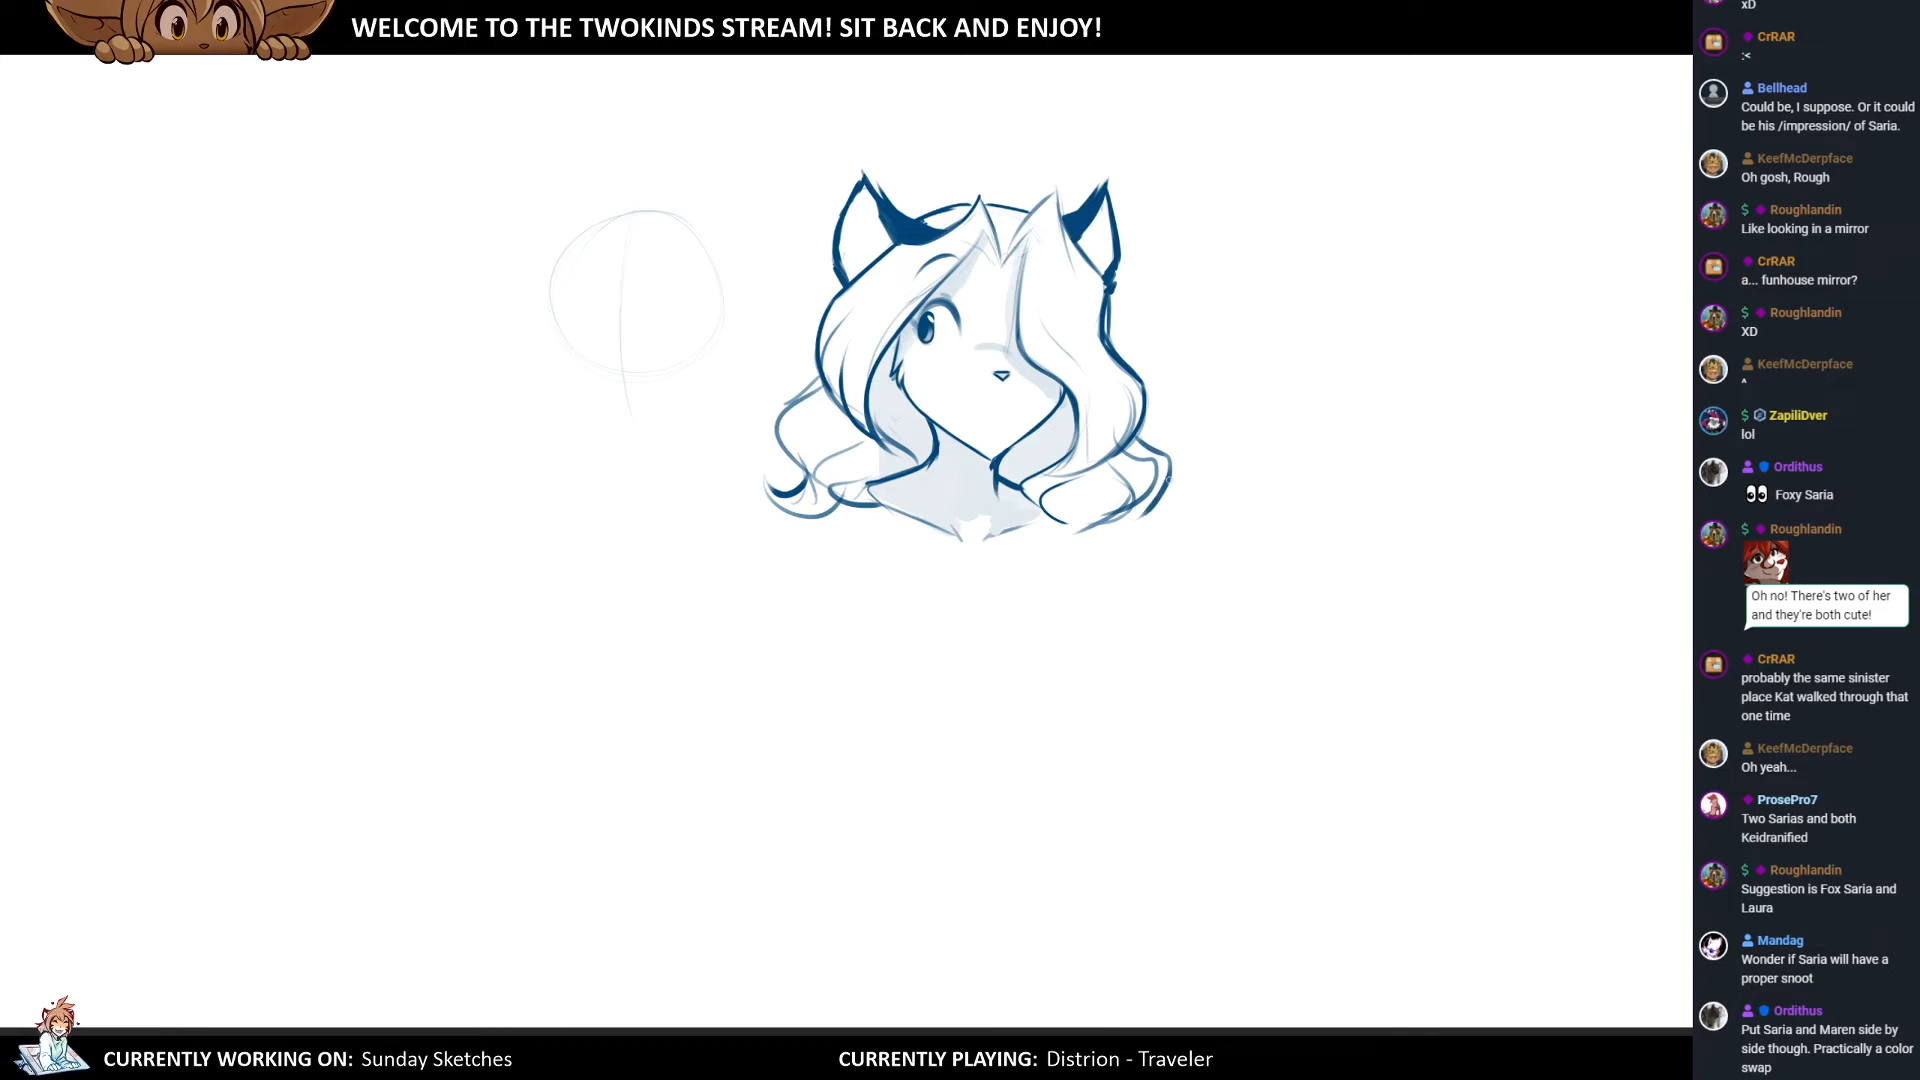 WELCOME TO THE TWOKINDS STREAM! SIT BACK AND ENJOY!
xD
CrRAR
:<
Bellhead
Could be, I suppose. Or it could
be his /impression/ of Saria.
KeefMcDerpface
Oh gosh, Rough
$ Roughlandin
Like looking in a mirror
CrRAR
a... funhouse mirror?
$ Roughlandin
XD
KeefMcDerpface
^
$ ZapiliDver
lol
Ordithus
Foxy Saria
$ Roughlandin
Oh no! There's two of her
and they're both cute!
CrRAR
probably the same sinister
place Kat walked through that
one time
KeefMcDerpface
Oh yeah...
ProsePro7
Two Sarias and both
Keidranified
$ Roughlandin
Suggestion is Fox Saria and
Laura
Mandag
Wonder if Saria will have a
proper snoot
Ordithus
Put Saria and Maren side by
side though. Practically a color
swap
CURRENTLY WORKING ON: Sunday Sketches
CURRENTLY PLAYING: Distrion - Traveler